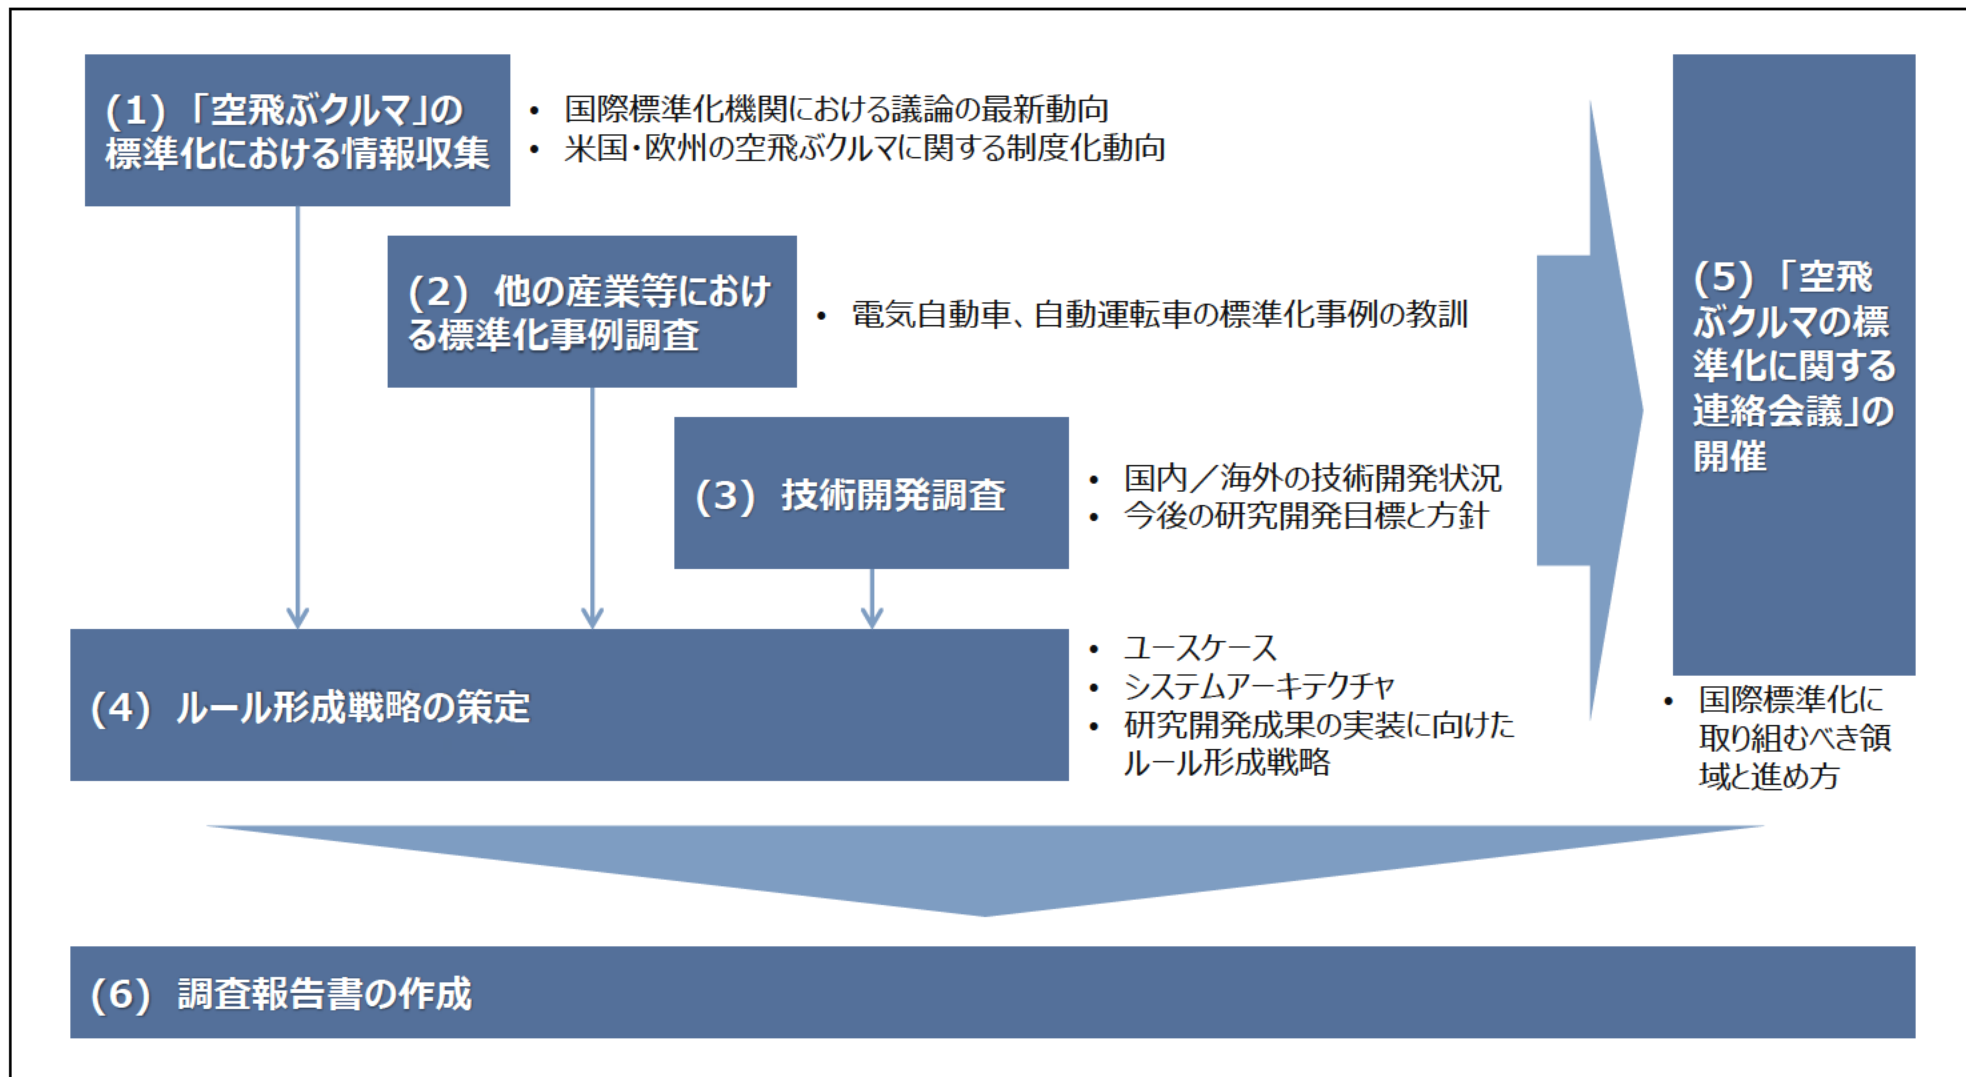 (1)「空飛ぶクルマ」の
標準化における情報収集
• 国際標準化機関における議論の最新動向
• 米国・欧州の空飛ぶクルマに関する制度化動向
(2) 他の産業等におけ
る標準化事例調査
• 電気自動車、自動運転車の標準化事例の教訓
(3) 技術開発調査
• 国内／海外の技術開発状況
• 今後の研究開発目標と方針
(4) ルール形成戦略の策定
• ユースケース
• システムアーキテクチャ
• 研究開発成果の実装に向けた
ルール形成戦略
(5)「空飛
ぶクルマの標
準化に関する
連絡会議」の
開催
• 国際標準化に
取り組むべき領
域と進め方
(6) 調査報告書の作成